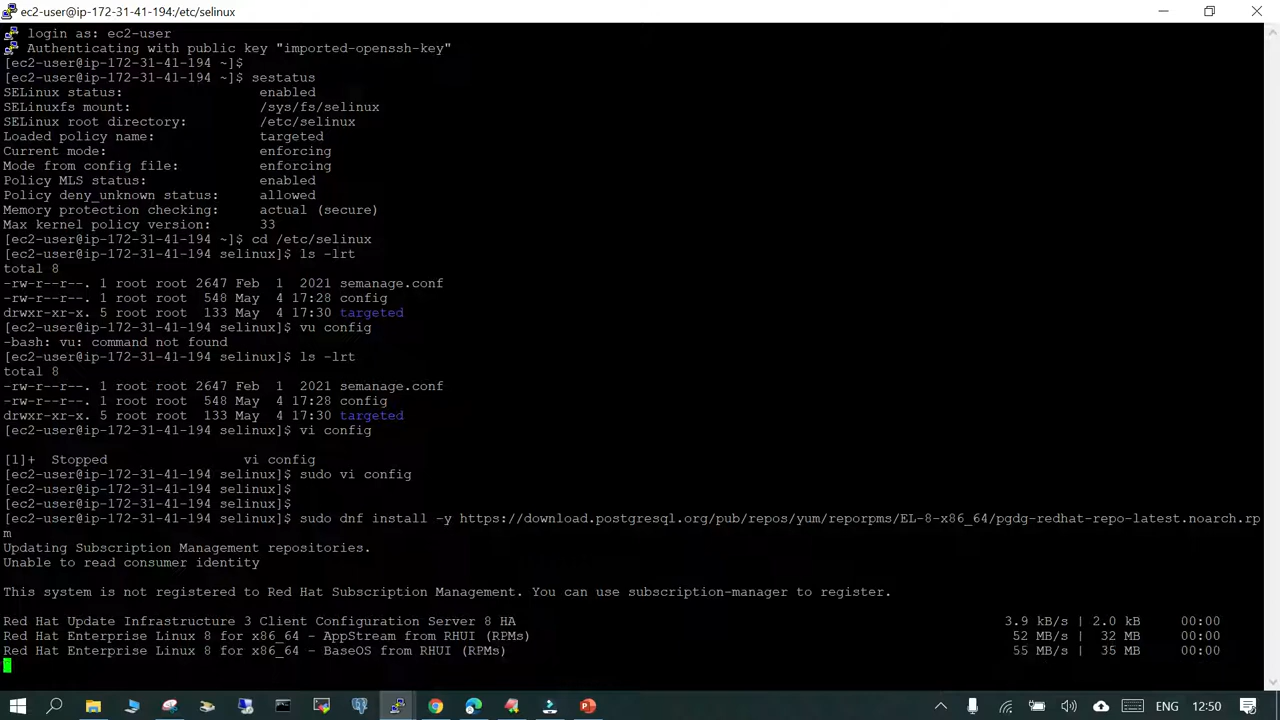 ec2-user@ip-172-31-41-194:/etc/selinux
login as: ec2-user
Authenticating with public key "imported-openssh-key"
[ec2-user@ip-172-31-41-194 ~]$
[ec2-user@ip-172-31-41-194 ~]$ sestatus
SELinux status:                 enabled
SELinuxfs mount:                /sys/fs/selinux
SELinux root directory:         /etc/selinux
Loaded policy name:             targeted
Current mode:                   enforcing
Mode from config file:          enforcing
Policy MLS status:              enabled
Policy deny_unknown status:     allowed
Memory protection checking:     actual (secure)
Max kernel policy version:      33
[ec2-user@ip-172-31-41-194 ~]$ cd /etc/selinux
[ec2-user@ip-172-31-41-194 selinux]$ ls -lrt
total 8
-rw-r--r--. 1 root root 2647 Feb  1  2021 semanage.conf
-rw-r--r--. 1 root root  548 May  4 17:28 config
drwxr-xr-x. 5 root root  133 May  4 17:30 targeted
[ec2-user@ip-172-31-41-194 selinux]$ vu config
-bash: vu: command not found
[ec2-user@ip-172-31-41-194 selinux]$ ls -lrt
total 8
-rw-r--r--. 1 root root 2647 Feb  1  2021 semanage.conf
-rw-r--r--. 1 root root  548 May  4 17:28 config
drwxr-xr-x. 5 root root  133 May  4 17:30 targeted
[ec2-user@ip-172-31-41-194 selinux]$ vi config
[1]+  Stopped                 vi config
[ec2-user@ip-172-31-41-194 selinux]$ sudo vi config
[ec2-user@ip-172-31-41-194 selinux]$
[ec2-user@ip-172-31-41-194 selinux]$
[ec2-user@ip-172-31-41-194 selinux]$ sudo dnf install -y https://download.postgresql.org/pub/repos/yum/reporpms/EL-8-x86_64/pgdg-redhat-repo-latest.noarch.rp
m
Updating Subscription Management repositories.
Unable to read consumer identity
This system is not registered to Red Hat Subscription Management. You can use subscription-manager to register.
Red Hat Update Infrastructure 3 Client Configuration Server 8 HA 3.9 kB/s | 2.0 kB     00:00
Red Hat Enterprise Linux 8 for x86_64 - AppStream from RHUI (RPMs) 52 MB/s |  32 MB     00:00
Red Hat Enterprise Linux 8 for x86_64 - BaseOS from RHUI (RPMs) 55 MB/s |  35 MB     00:00
ENG 12:50